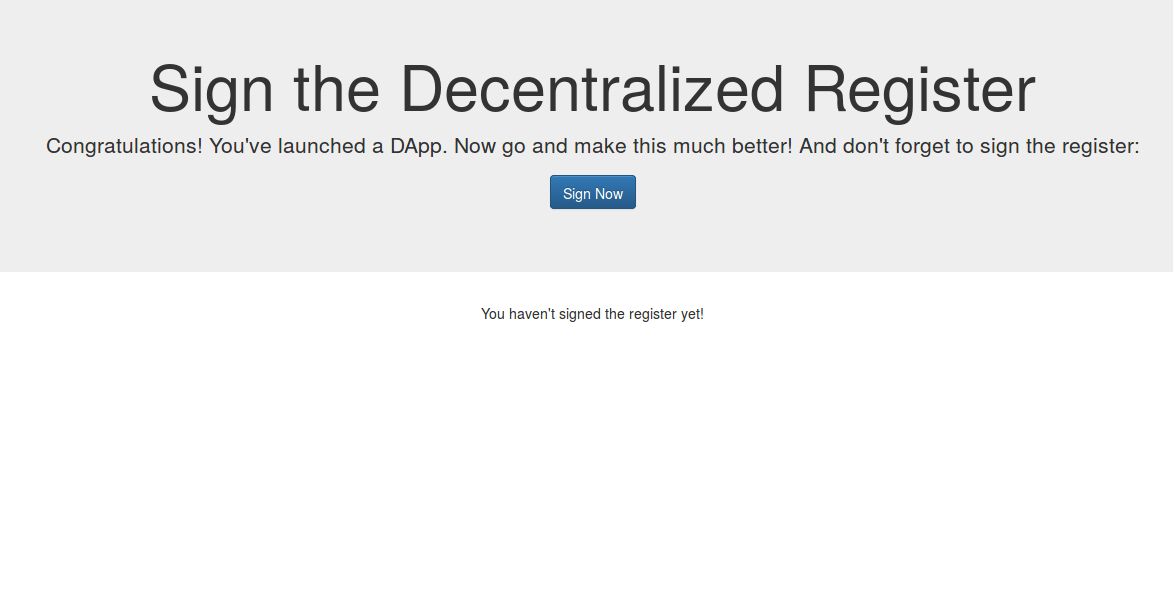 Sign the Decentralized Register
Congratulations! You've launched a DApp. Now go and make this much better! And don't forget to sign the register:
Sign Now
You haven't signed the register yet!